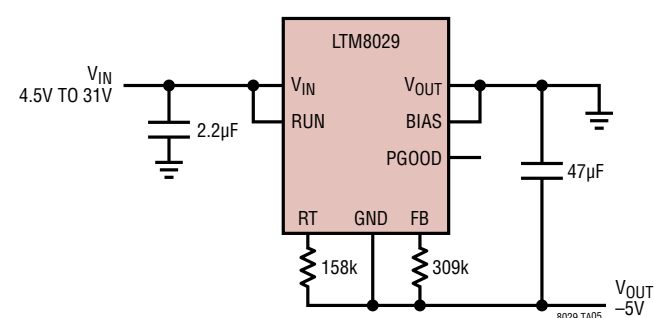 LTM8029
VIN
4.5V TO 31V
VIN
VOUT
RUN
BIAS
2.2µF
PGOOD
47µF
RT
GND
FB
158k
309k
VOUT
–5V
8029 TA05